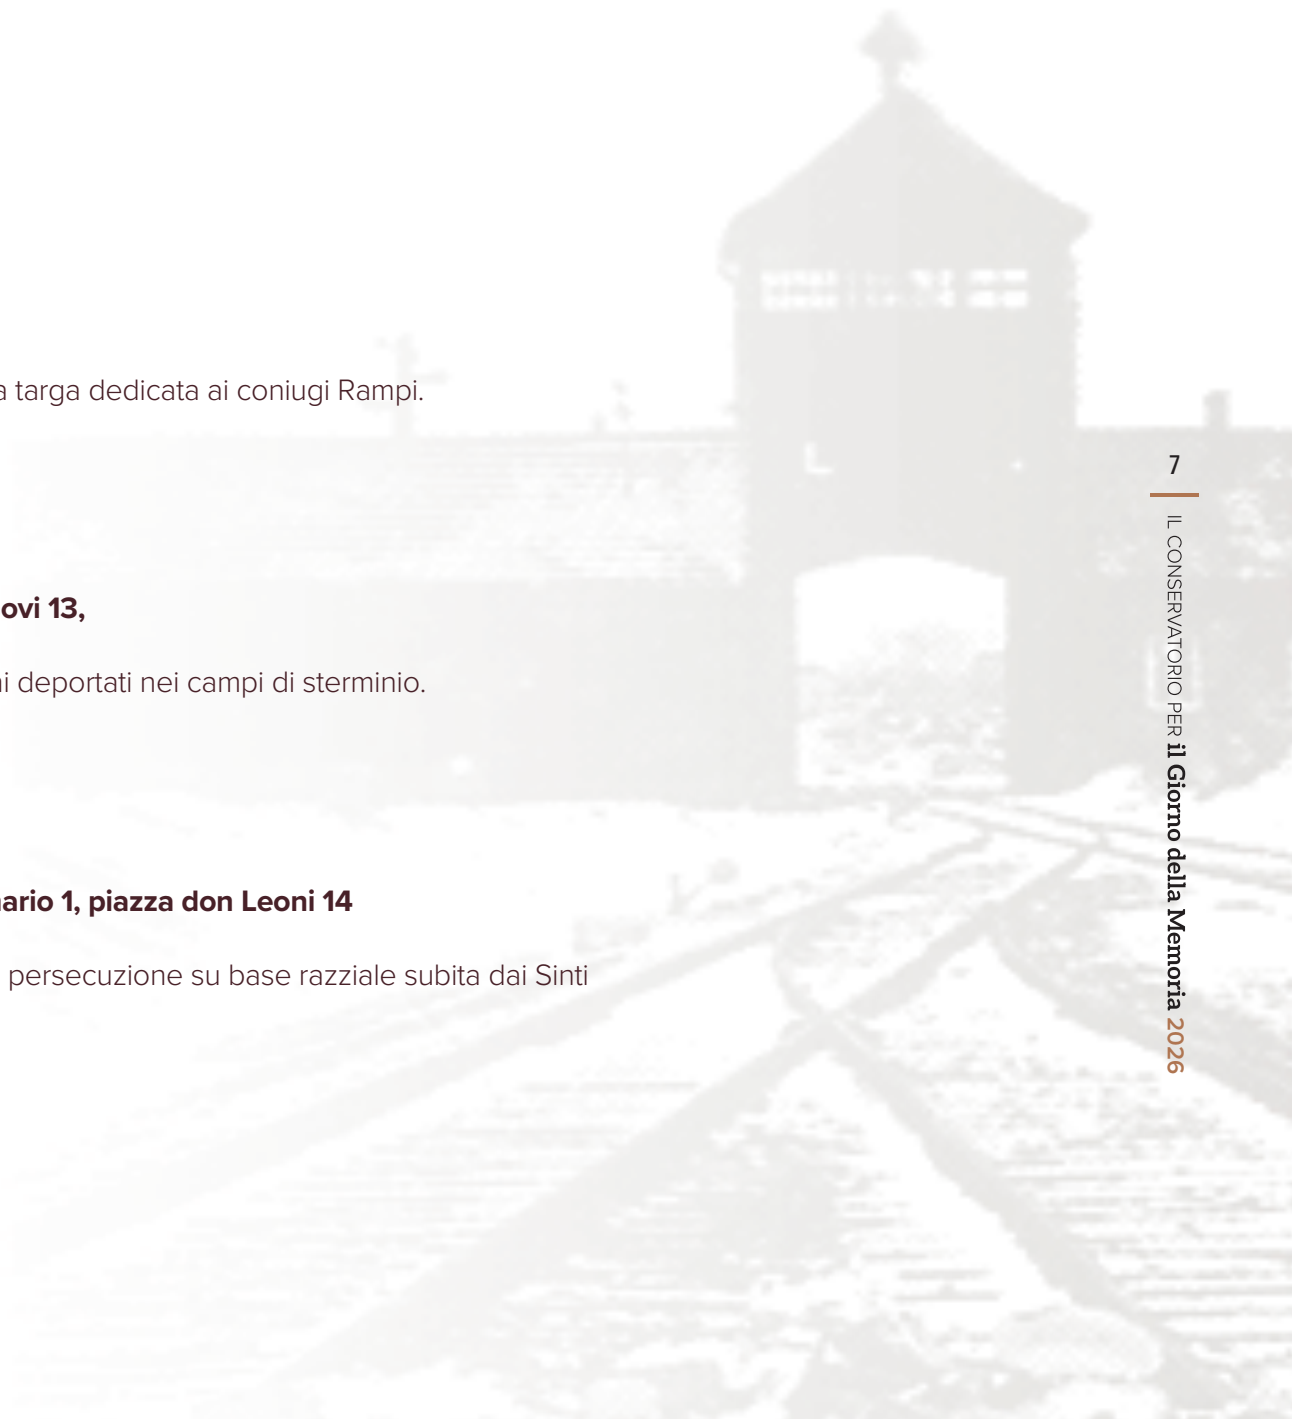 a targa dedicata ai coniugi Rampi.
ovi 13,
i deportati nei campi di sterminio.
ario 1, piazza don Leoni 14
persecuzione su base razziale subita dai Sinti
7
IL CONSERVATORIO PER il Giorno della Memoria 2026